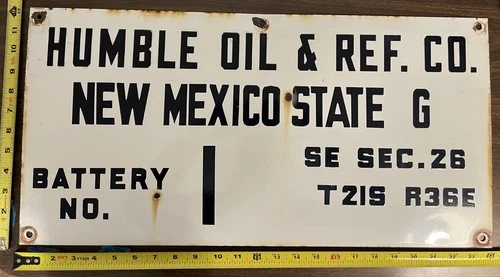 HUMBLE OIL & REF. CO.
NEW MEXICO STATE G
BATTERY NO. 1
SE SEC. 26
T21S R36E